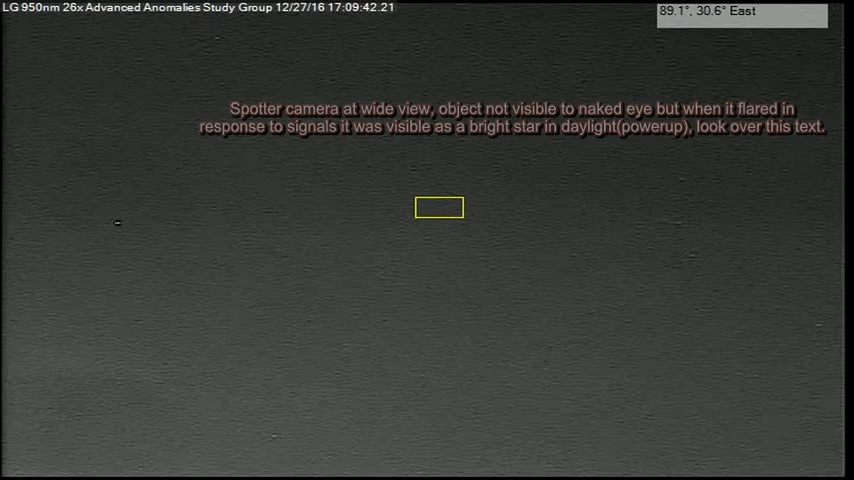 LG 950nm 26x Advanced Anomalies Study Group 12/27/16 17:09:42.21
89.1°, 30.6° East
Spotter camera at wide view, object not visible to naked eye but when it flared in
response to signals it was visible as a bright star in daylight(powerup), look over this text.